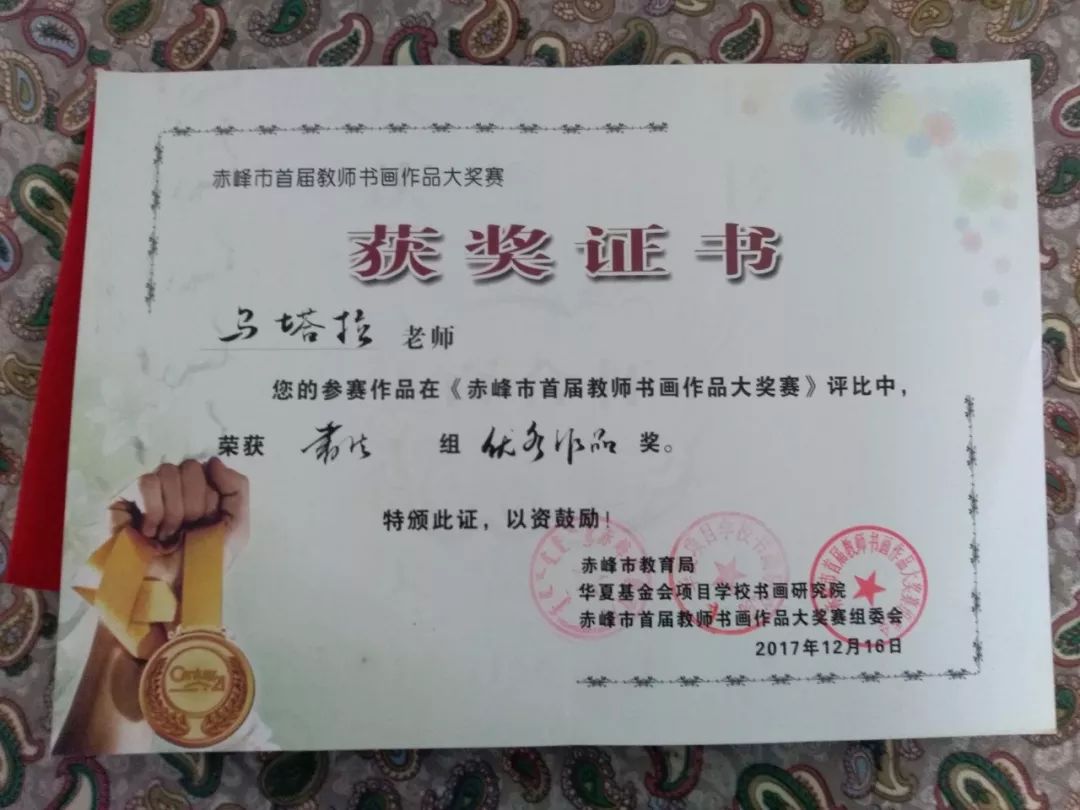 赤峰市首届教师书画作品大奖赛
获奖证书
乌塔拉 老师
您的参赛作品在《赤峰市首届教师书画作品大奖赛》评比中，
荣获 书法 组 优秀作品 奖。
特颁此证，以资鼓励！
赤峰市教育局
华夏基金会项目学校书画研究院
赤峰市首届教师书画作品大奖赛组委会
2017年12月16日